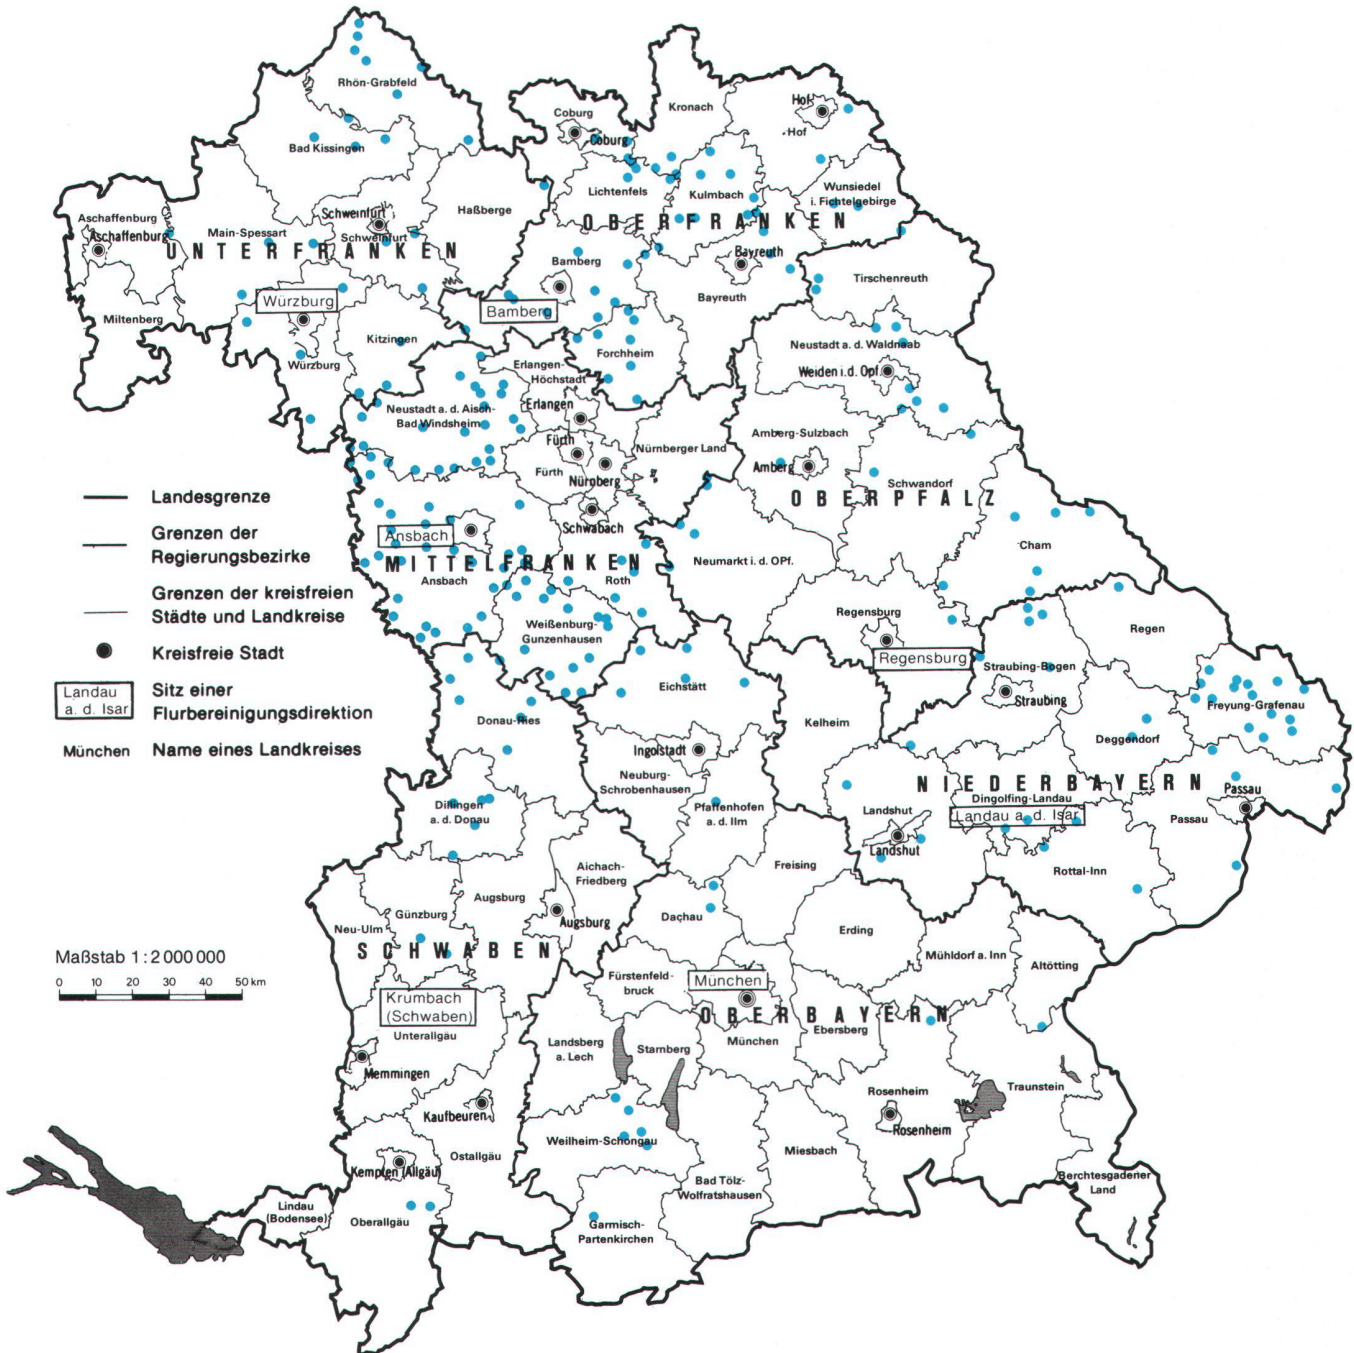 Rhön-Grabfeld
Bad Kissingen
Coburg
Coburg
Kronach
Hof
Hof
Lichtenfels
Kulmbach
Wunsiedel
i. Fichtelgebirge
Aschaffenburg
Aschaffenburg
Main-Spessart
Schweinfurt
Schweinfurt
Haßberge
UNTERFRANKEN
OBERFRANKEN
Bamberg
Bamberg
Bayreuth
Bayreuth
Tirschenreuth
Miltenberg
Würzburg
Würzburg
Kitzingen
Forchheim
Erlangen-
Höchstadt
Erlangen
Neustadt a. d. Waldnaab
Weiden i. d. Opf.
Neustadt a. d. Aisch-
Bad Windsheim
Fürth
Fürth
Nürnberg
Nürnberger Land
Amberg-Sulzbach
Amberg
Schwandorf
OBERPFALZ
Schwabach
Ansbach
MITTELFRANKEN
Ansbach
Roth
Neumarkt i. d. OPf.
Cham
Weißenburg-
Gunzenhausen
Regensburg
Regensburg
Regen
Straubing-Bogen
Straubing
Freyung-Grafenau
Deggendorf
Landesgrenze
Grenzen der
Regierungsbezirke
Grenzen der kreisfreien
Städte und Landkreise
Kreisfreie Stadt
Landau
a. d. Isar
Sitz einer
Flurbereinigungsdirektion
München
Name eines Landkreises
Donau-Ries
Eichstätt
Kelheim
Ingolstadt
Neuburg-
Schrobenhausen
Pfaffenhofen
a. d. Ilm
NIEDERBAYERN
Dingolfing-Landau
Landau a. d. Isar
Landshut
Landshut
Passau
Passau
Rottal-Inn
Dillingen
a. d. Donau
Aichach-
Friedberg
Freising
Augsburg
Augsburg
Günzburg
Neu-Ulm
SCHWABEN
Dachau
Erding
Mühldorf a. Inn
Altötting
Fürstenfeld-
bruck
München
OBERBAYERN
München
Ebersberg
Krumbach
(Schwaben)
Unterallgäu
Memmingen
Landsberg
a. Lech
Starnberg
Rosenheim
Rosenheim
Traunstein
Kaufbeuren
Ostallgäu
Weilheim-Schongau
Miesbach
Bad Tölz-
Wolfratshausen
Berchtesgadener
Land
Kempten (Allgäu)
Lindau
(Bodensee)
Oberallgäu
Garmisch-
Partenkirchen
Maßstab 1:2 000 000
0 10 20 30 40 50 km